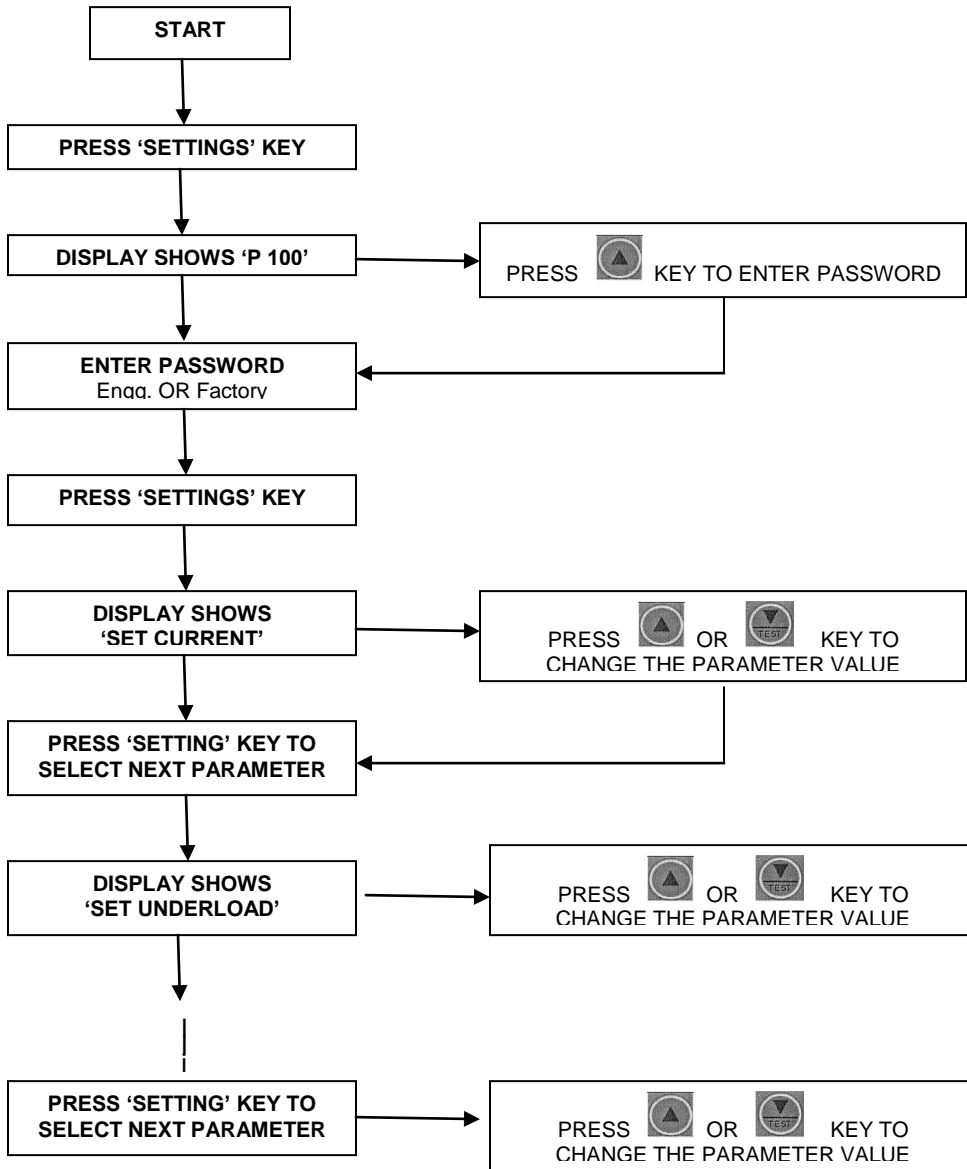 START
PRESS ‘SETTINGS’ KEY
DISPLAY SHOWS ‘P 100’
PRESS KEY TO ENTER PASSWORD
ENTER PASSWORD
Engg. OR Factory
PRESS ‘SETTINGS’ KEY
DISPLAY SHOWS
‘SET CURRENT’
PRESS OR TEST KEY TO
CHANGE THE PARAMETER VALUE
PRESS ‘SETTING’ KEY TO
SELECT NEXT PARAMETER
DISPLAY SHOWS
‘SET UNDERLOAD’
PRESS OR TEST KEY TO
CHANGE THE PARAMETER VALUE
PRESS ‘SETTING’ KEY TO
SELECT NEXT PARAMETER
PRESS OR TEST KEY TO
CHANGE THE PARAMETER VALUE